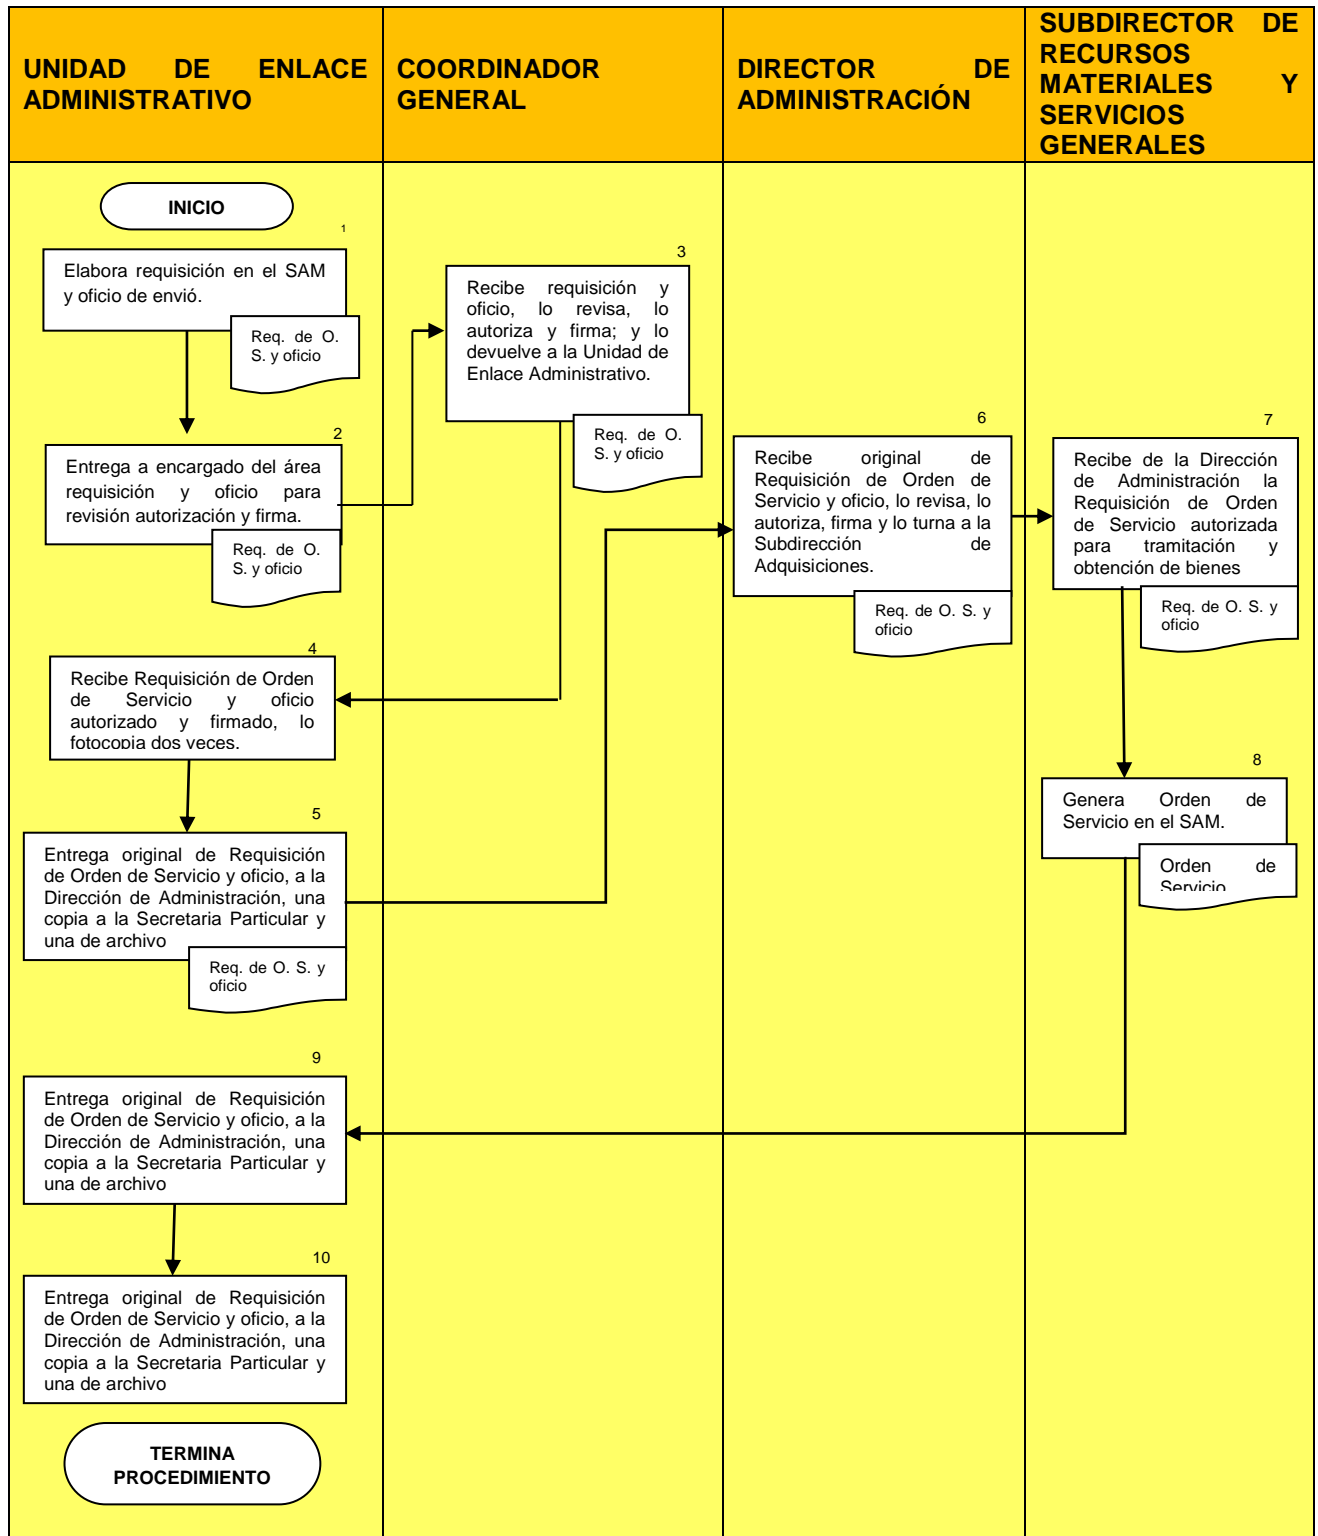 UNIDAD DE ENLACE
ADMINISTRATIVO
COORDINADOR
GENERAL
DIRECTOR DE
ADMINISTRACIÓN
SUBDIRECTOR DE
RECURSOS
MATERIALES Y
SERVICIOS
GENERALES
INICIO
1
Elabora requisición en el SAM
y oficio de envió.
Req. de O.
S. y oficio
2
Entrega a encargado del área
requisición y oficio para
revisión autorización y firma.
Req. de O.
S. y oficio
3
Recibe requisición y
oficio, lo revisa, lo
autoriza y firma; y lo
devuelve a la Unidad de
Enlace Administrativo.
Req. de O.
S. y oficio
4
Recibe Requisición de Orden
de Servicio y oficio
autorizado y firmado, lo
fotocopia dos veces.
5
Entrega original de Requisición
de Orden de Servicio y oficio, a la
Dirección de Administración, una
copia a la Secretaria Particular y
una de archivo
Req. de O. S. y
oficio
6
Recibe original de
Requisición de Orden de
Servicio y oficio, lo revisa, lo
autoriza, firma y lo turna a la
Subdirección de
Adquisiciones.
Req. de O. S. y
oficio
7
Recibe de la Dirección
de Administración la
Requisición de Orden
de Servicio autorizada
para tramitación y
obtención de bienes
Req. de O. S. y
oficio
8
Genera Orden de
Servicio en el SAM.
Orden de
Servicio
9
Entrega original de Requisición
de Orden de Servicio y oficio, a la
Dirección de Administración, una
copia a la Secretaria Particular y
una de archivo
10
Entrega original de Requisición
de Orden de Servicio y oficio, a la
Dirección de Administración, una
copia a la Secretaria Particular y
una de archivo
TERMINA
PROCEDIMIENTO